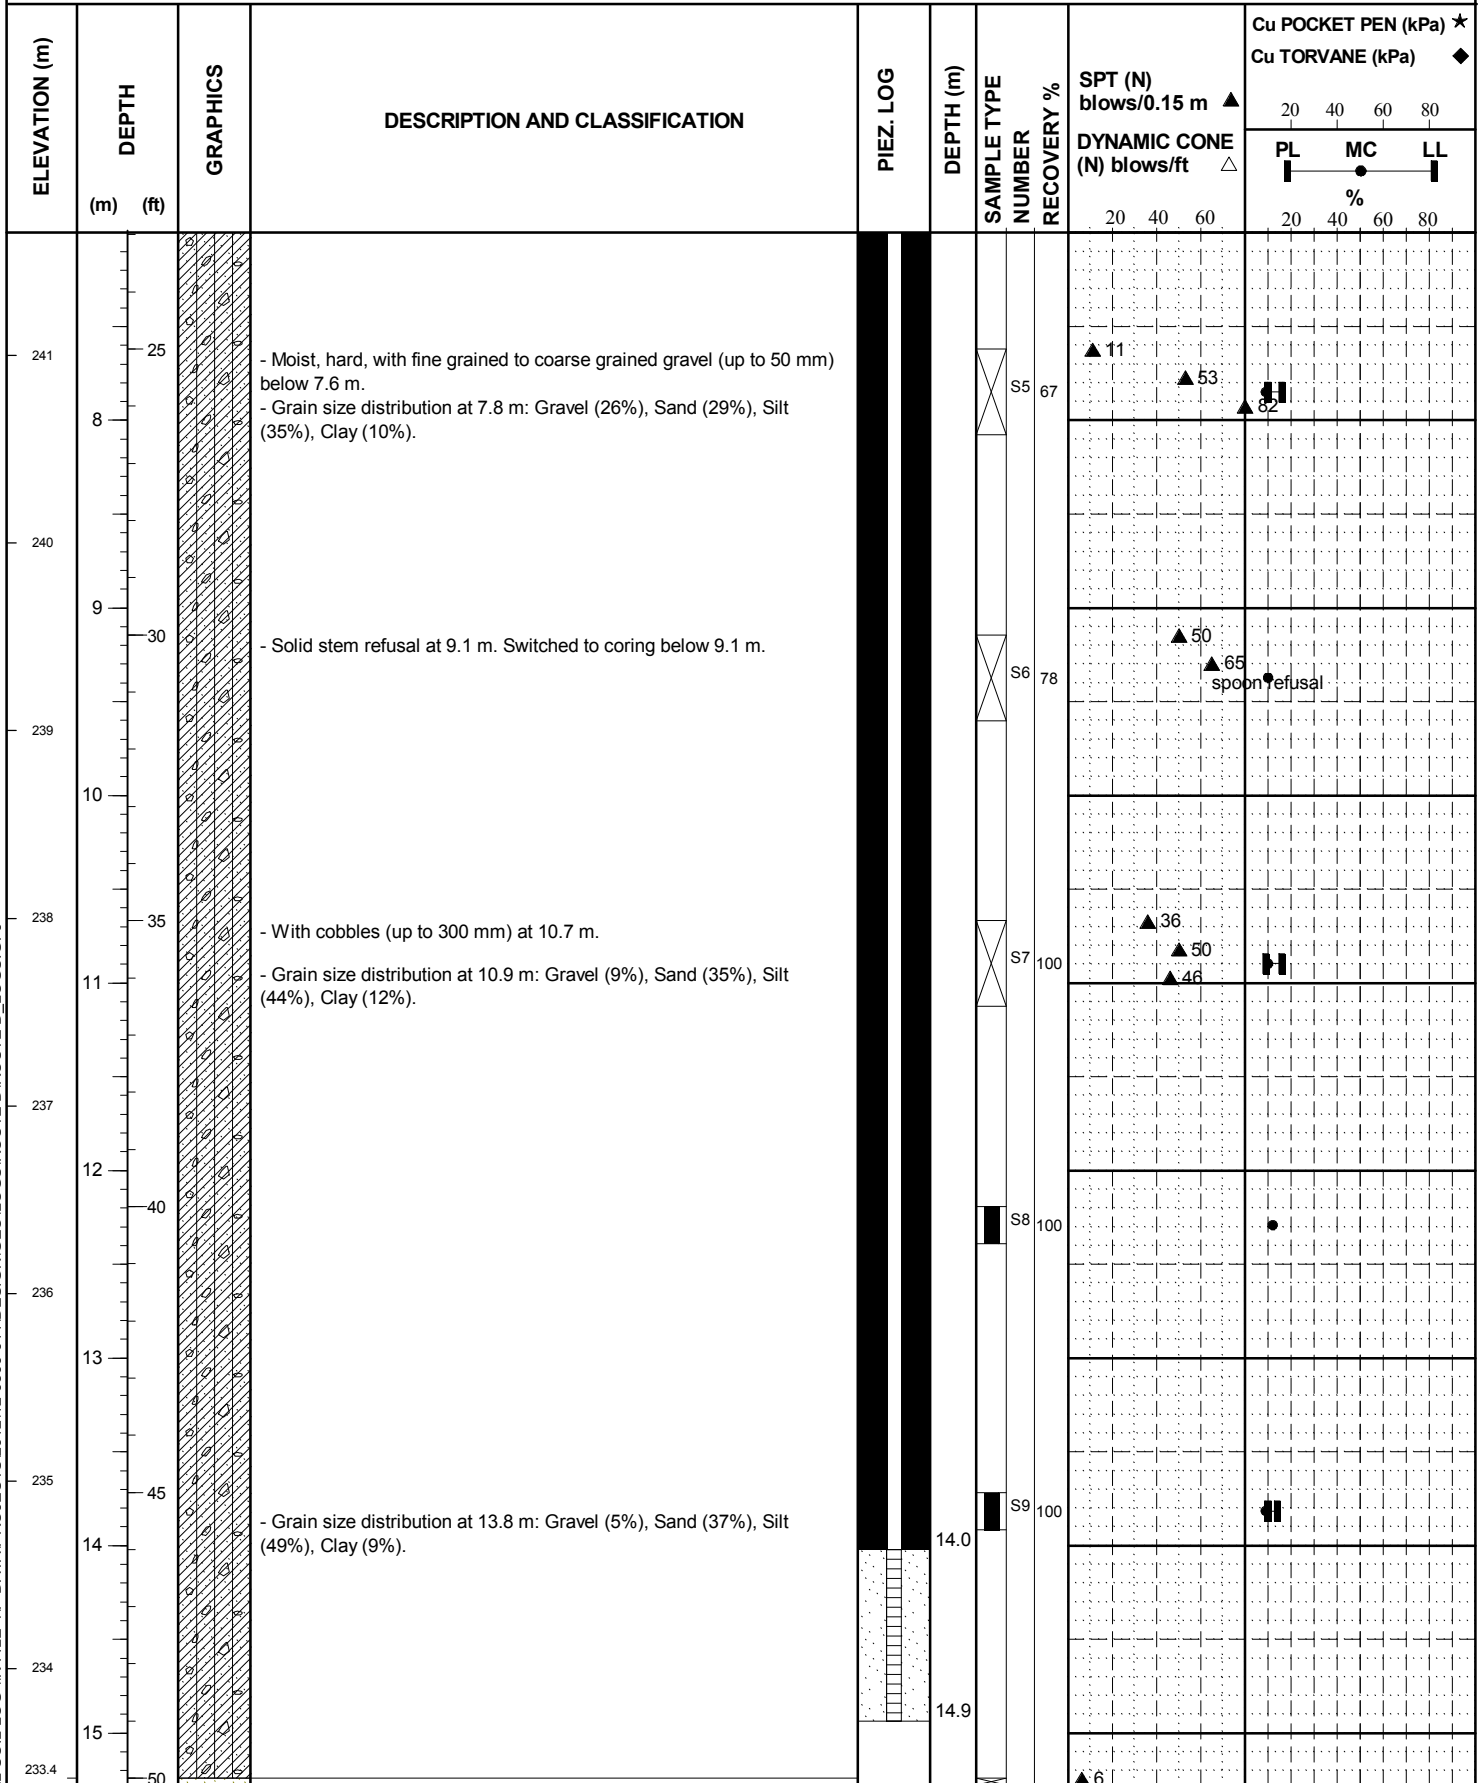 ELEVATION (m)
DEPTH
(m) (ft)
GRAPHICS
DESCRIPTION AND CLASSIFICATION
PIEZ. LOG
DEPTH (m)
SAMPLE TYPE
NUMBER
RECOVERY %
SPT (N)
blows/0.15 m ▲
DYNAMIC CONE
(N) blows/ft △
20 40 60
Cu POCKET PEN (kPa) ★
Cu TORVANE (kPa) ◆
20 40 60 80
PL MC LL
%
20 40 60 80
241
25
- Moist, hard, with fine grained to coarse grained gravel (up to 50 mm)
below 7.6 m.
- Grain size distribution at 7.8 m: Gravel (26%), Sand (29%), Silt
(35%), Clay (10%).
S5 67
11
53
82
8
240
9
30
- Solid stem refusal at 9.1 m. Switched to coring below 9.1 m.
S6 78
50
65
spoon refusal
239
10
238
35
- With cobbles (up to 300 mm) at 10.7 m.
- Grain size distribution at 10.9 m: Gravel (9%), Sand (35%), Silt
(44%), Clay (12%).
S7 100
36
50
46
11
237
12
40
S8 100
236
13
235
45
- Grain size distribution at 13.8 m: Gravel (5%), Sand (37%), Silt
(49%), Clay (9%).
S9 100
14
14.0
234
14.9
15
233.4
50
6